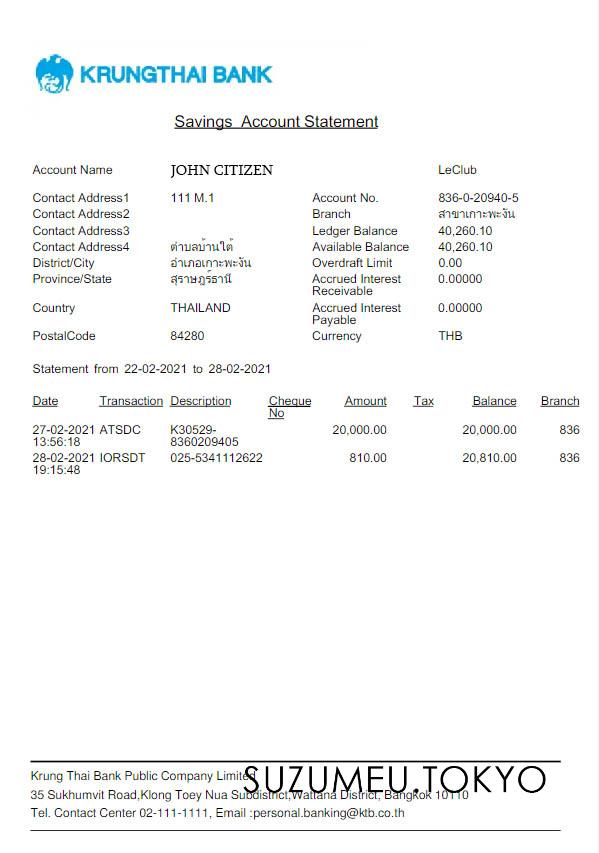 KRUNGTHAI BANK
Savings Account Statement
Account Name JOHN CITIZEN LeClub
Contact Address1 111 M.1 Account No. 836-0-20940-5
Contact Address2 Branch สาขาเกาะพะงัน
Contact Address3 Ledger Balance 40,260.10
Contact Address4 ตำบลบ้านใต้ Available Balance 40,260.10
District/City อำเภอเกาะพะงัน Overdraft Limit 0.00
Province/State สุราษฎร์ธานี Accrued Interest 0.00000
Receivable
Country THAILAND Accrued Interest 0.00000
Payable
PostalCode 84280 Currency THB
Statement from 22-02-2021 to 28-02-2021
Date Transaction Description Cheque Amount Tax Balance Branch
No
27-02-2021 ATSDC K30529- 20,000.00 20,000.00 836
13:56:18 8360209405
28-02-2021 IORSDT 025-5341112622 810.00 20,810.00 836
19:15:48
Krung Thai Bank Public Company Limited
SUZUMEU.TOKYO
35 Sukhumvit Road,Klong Toey Nua Subdistrict,Wattana District, Bangkok 10110
Tel. Contact Center 02-111-1111, Email :personal.banking@ktb.co.th